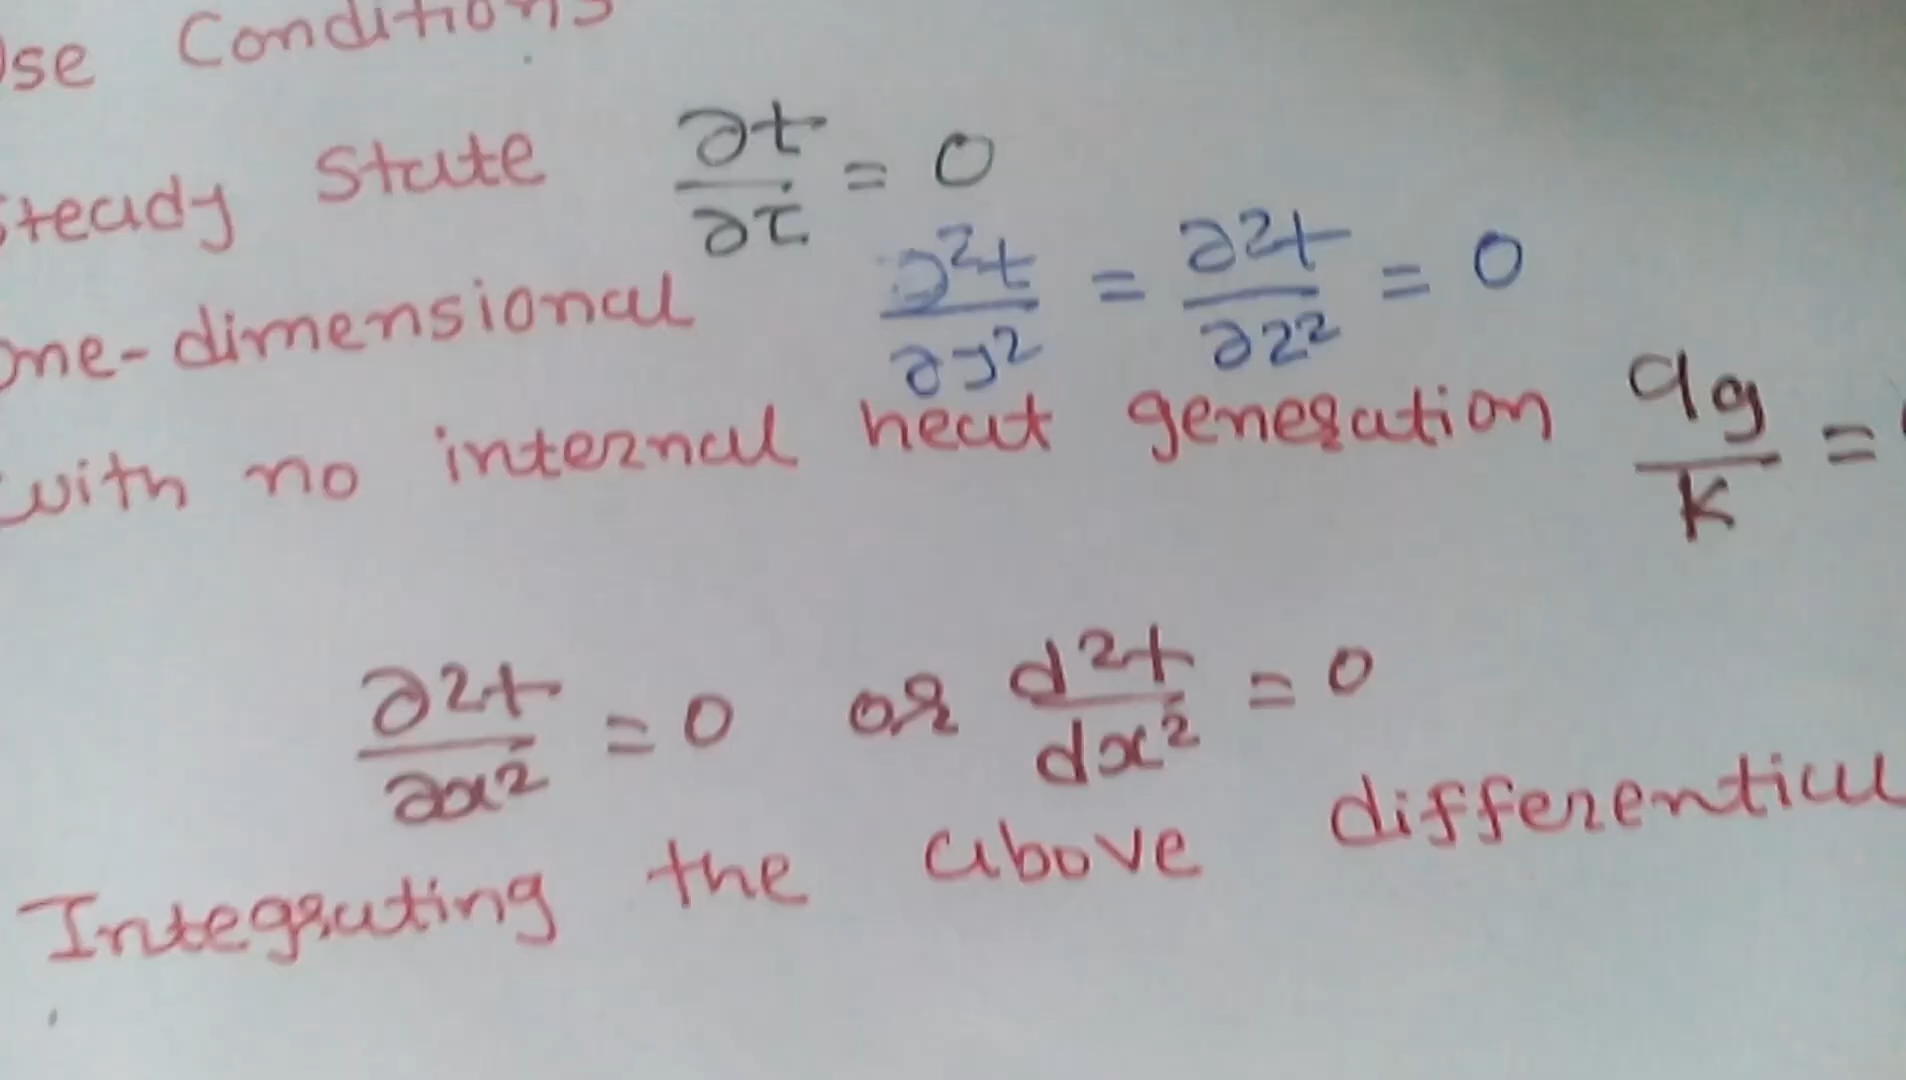 Use Conditions
Steady State ∂t/∂τ = 0
One-dimensional ∂²t/∂y² = ∂²t/∂z² = 0
with no internal heat generation qg/k =
∂²t/∂x² = 0 or d²t/dx² = 0
Integrating the above differential